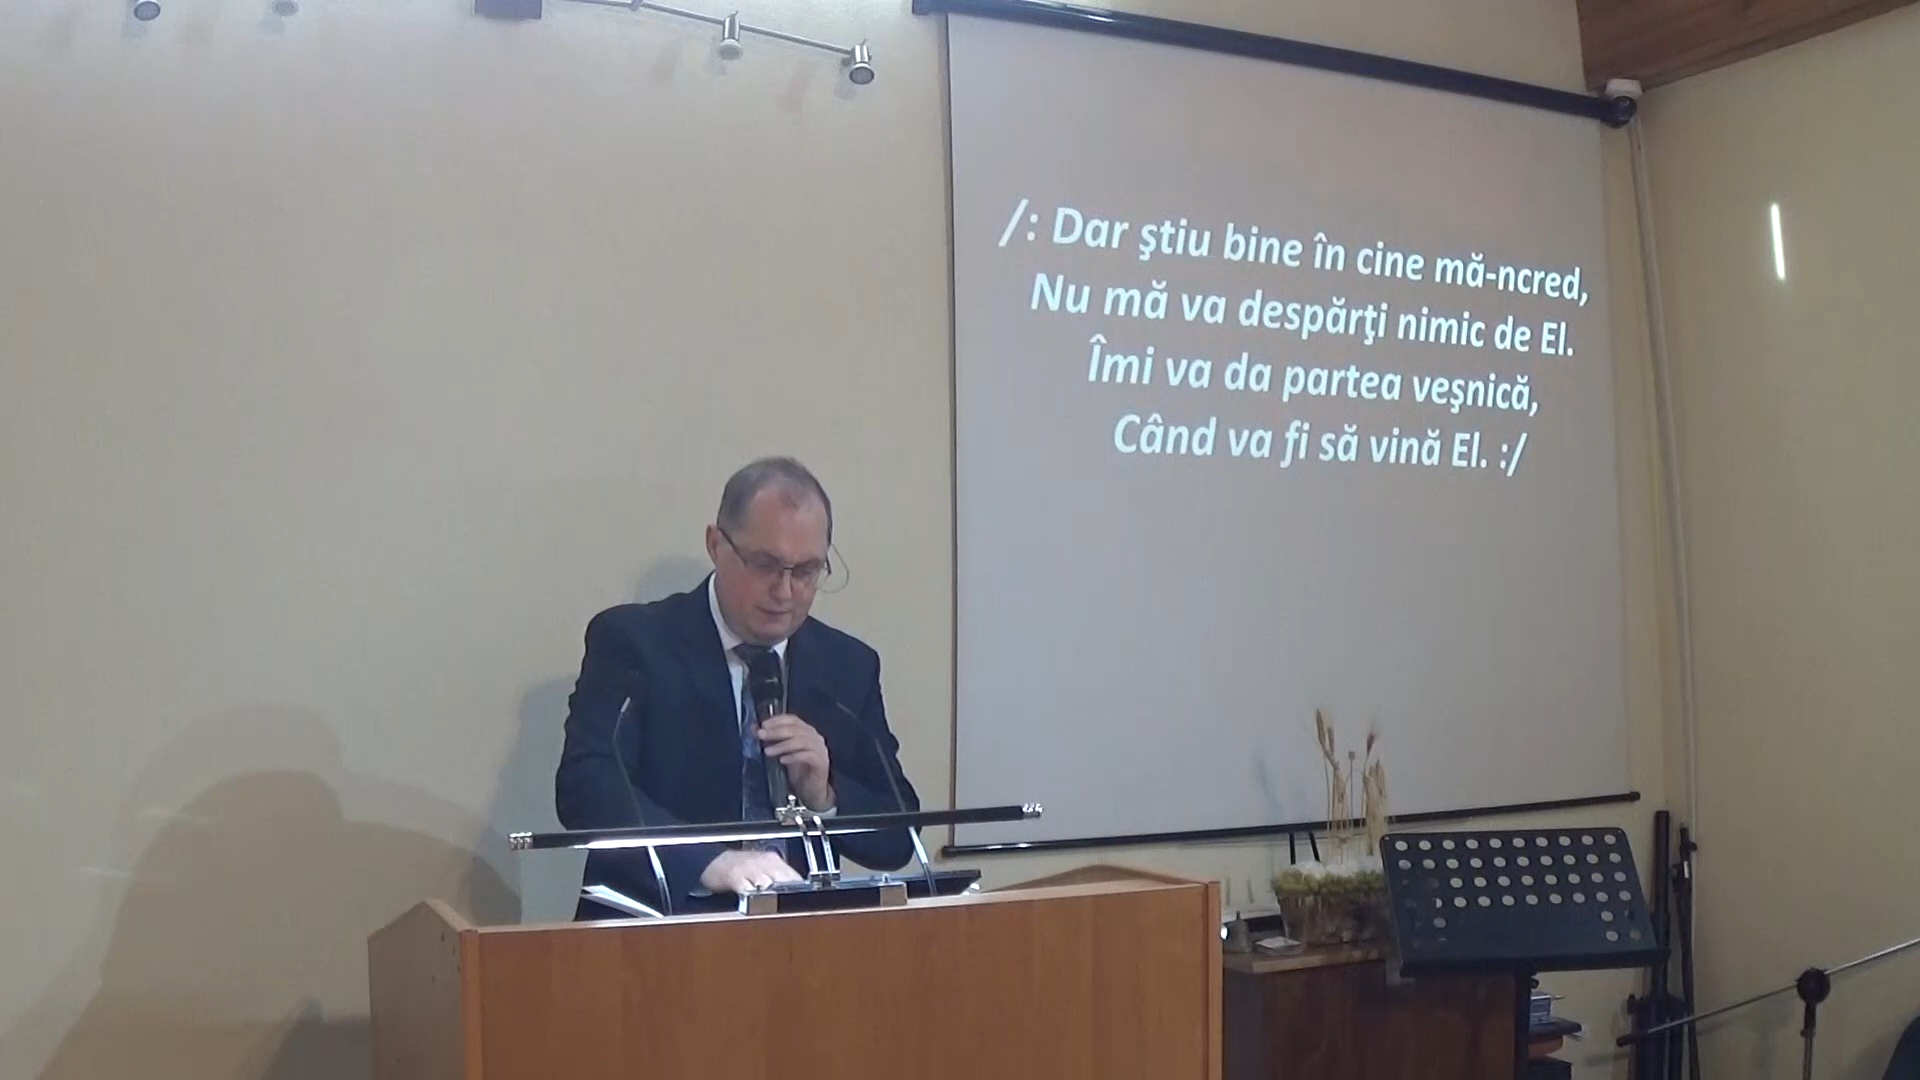 /: Dar ştiu bine în cine mă-ncred,
Nu mă va despărţi nimic de El.
Îmi va da partea veşnică,
Când va fi să vină El. :/